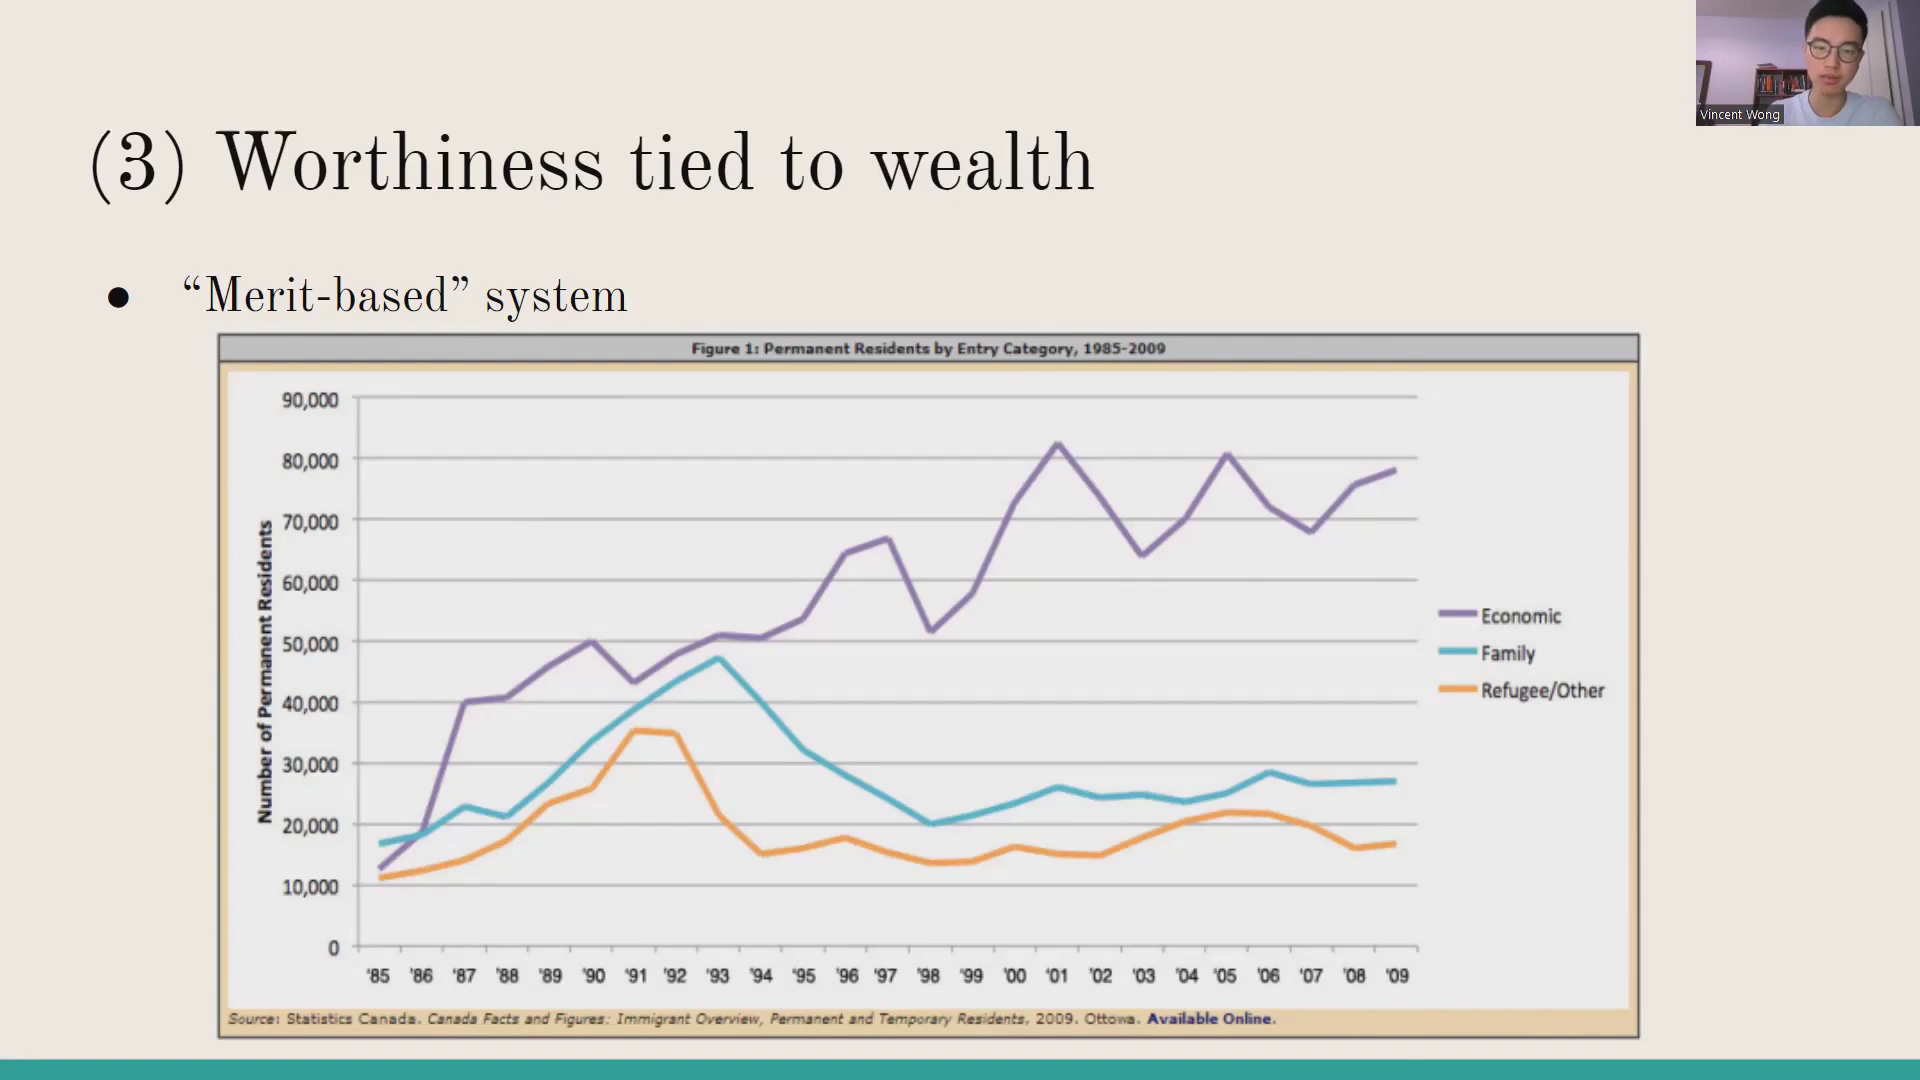 Vincent Wong
(3) Worthiness tied to wealth
● “Merit-based” system
Figure 1: Permanent Residents by Entry Category, 1985-2009
Number of Permanent Residents
90,000
80,000
70,000
60,000
50,000
40,000
30,000
20,000
10,000
0
'85 '86 '87 '88 '89 '90 '91 '92 '93 '94 '95 '96 '97 '98 '99 '00 '01 '02 '03 '04 '05 '06 '07 '08 '09
Economic
Family
Refugee/Other
Source: Statistics Canada. Canada Facts and Figures: Immigrant Overview, Permanent and Temporary Residents, 2009. Ottawa. Available Online.